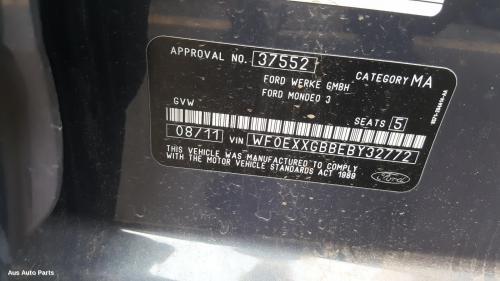 APPROVAL NO. 37552
CATEGORY MA
FORD WERKE GMBH
FORD MONDEO 3
GVW
SEATS 5
08/11 VIN WF0EXXGBBEBY32772
THIS VEHICLE WAS MANUFACTURED TO COMPLY
WITH THE MOTOR VEHICLE STANDARDS ACT 1989
Ford
Aus Auto Parts